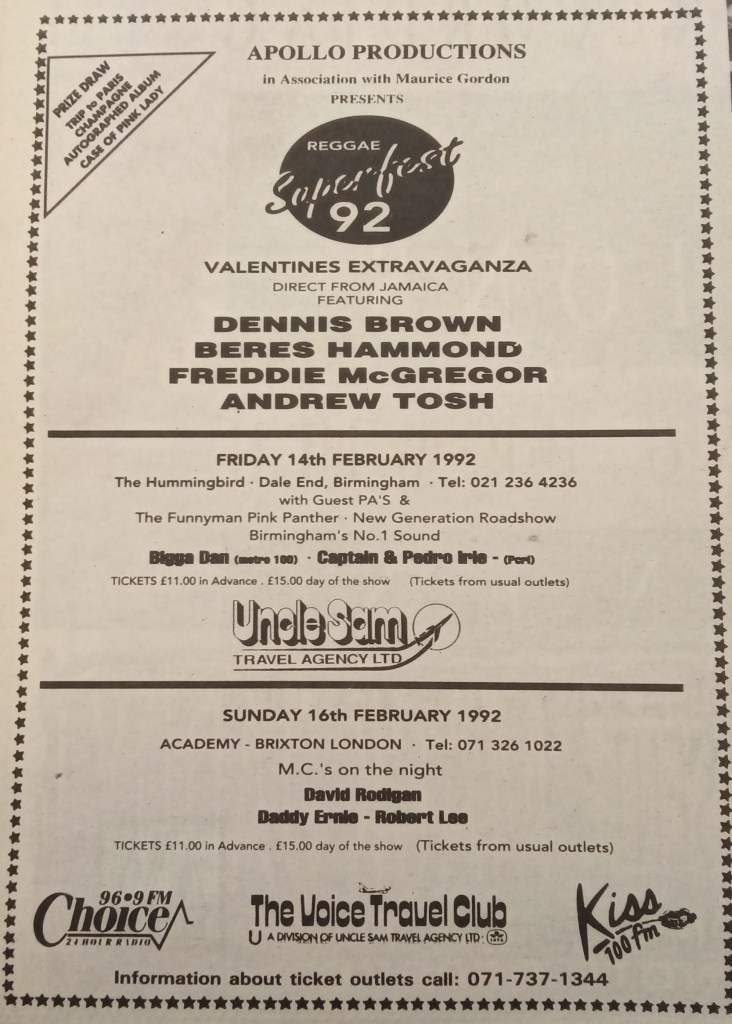 PRIZE DRAW
TRIP to PARIS
CHAMPAGNE
AUTOGRAPHED ALBUM
CASE OF PINK LADY
APOLLO PRODUCTIONS
in Association with Maurice Gordon
PRESENTS
REGGAE
Superfest
92
VALENTINES EXTRAVAGANZA
DIRECT FROM JAMAICA
FEATURING
DENNIS BROWN
BERES HAMMOND
FREDDIE McGREGOR
ANDREW TOSH
FRIDAY 14th FEBRUARY 1992
The Hummingbird · Dale End, Birmingham · Tel: 021 236 4236
with Guest PA'S &
The Funnyman Pink Panther · New Generation Roadshow
Birmingham's No.1 Sound
Bigga Dan (metro 100) · Captain & Pedro Irie - (Pcrl)
TICKETS £11.00 in Advance . £15.00 day of the show (Tickets from usual outlets)
Uncle Sam
TRAVEL AGENCY LTD
SUNDAY 16th FEBRUARY 1992
ACADEMY - BRIXTON LONDON · Tel: 071 326 1022
M.C.'s on the night
David Rodigan
Daddy Ernie - Robert Lee
TICKETS £11.00 in Advance . £15.00 day of the show (Tickets from usual outlets)
96•9 FM
Choice
24 HOUR RADIO
The Voice Travel Club
A DIVISION OF UNCLE SAM TRAVEL AGENCY LTD:
Kiss
100 fm
Information about ticket outlets call: 071-737-1344